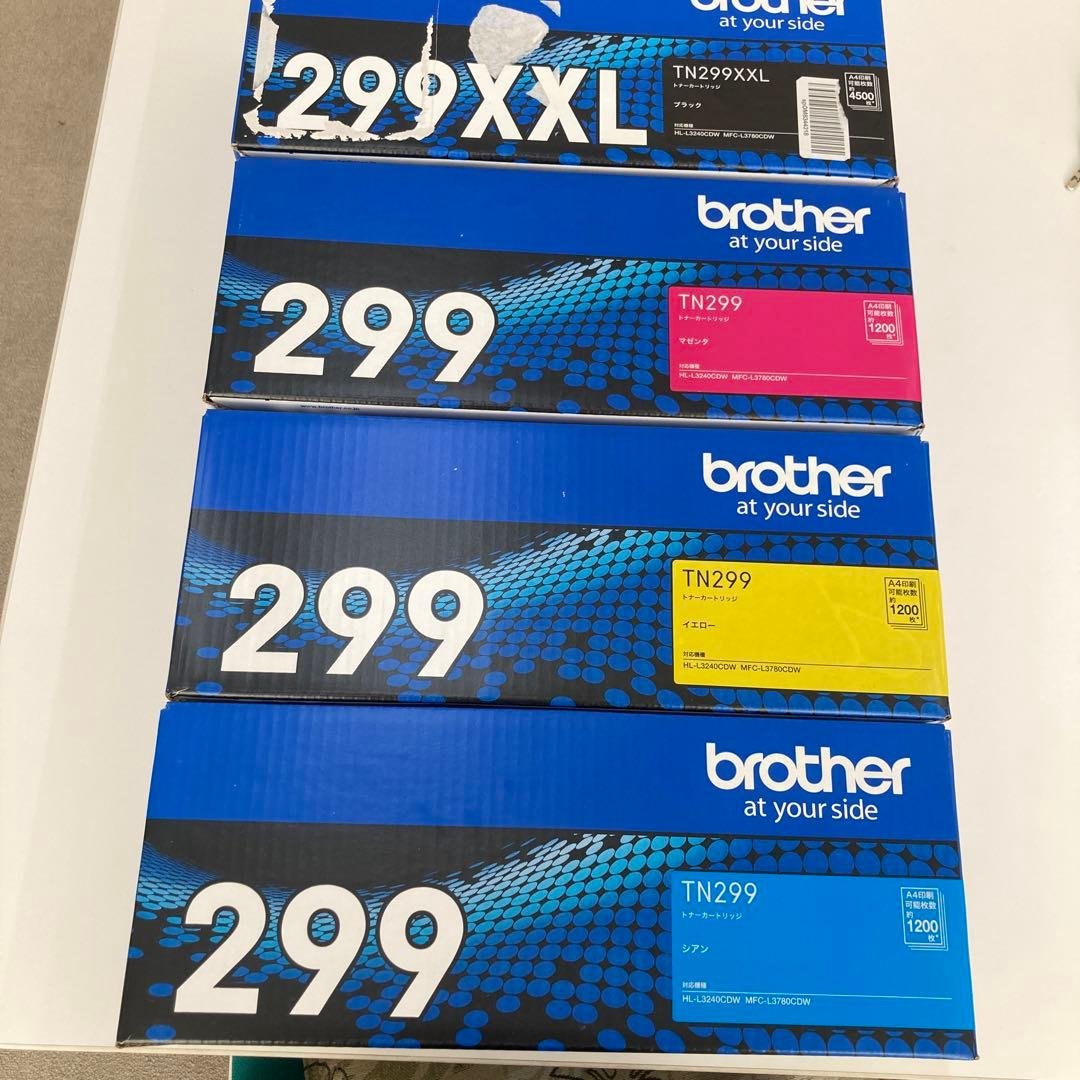 brother
at your side
299XXL
TN299XXL
トナーカートリッジ
ブラック
対応機種
HL-L3240CDW MFC-L3780CDW
A4印刷
可能枚数
約
4500
枚*
brother
at your side
299
TN299
トナーカートリッジ
マゼンタ
対応機種
HL-L3240CDW MFC-L3780CDW
A4印刷
可能枚数
約
1200
枚*
www.brother.co.jp
brother
at your side
299
TN299
トナーカートリッジ
イエロー
対応機種
HL-L3240CDW MFC-L3780CDW
A4印刷
可能枚数
約
1200
枚*
brother
at your side
299
TN299
トナーカートリッジ
シアン
対応機種
HL-L3240CDW MFC-L3780CDW
A4印刷
可能枚数
約
1200
枚*